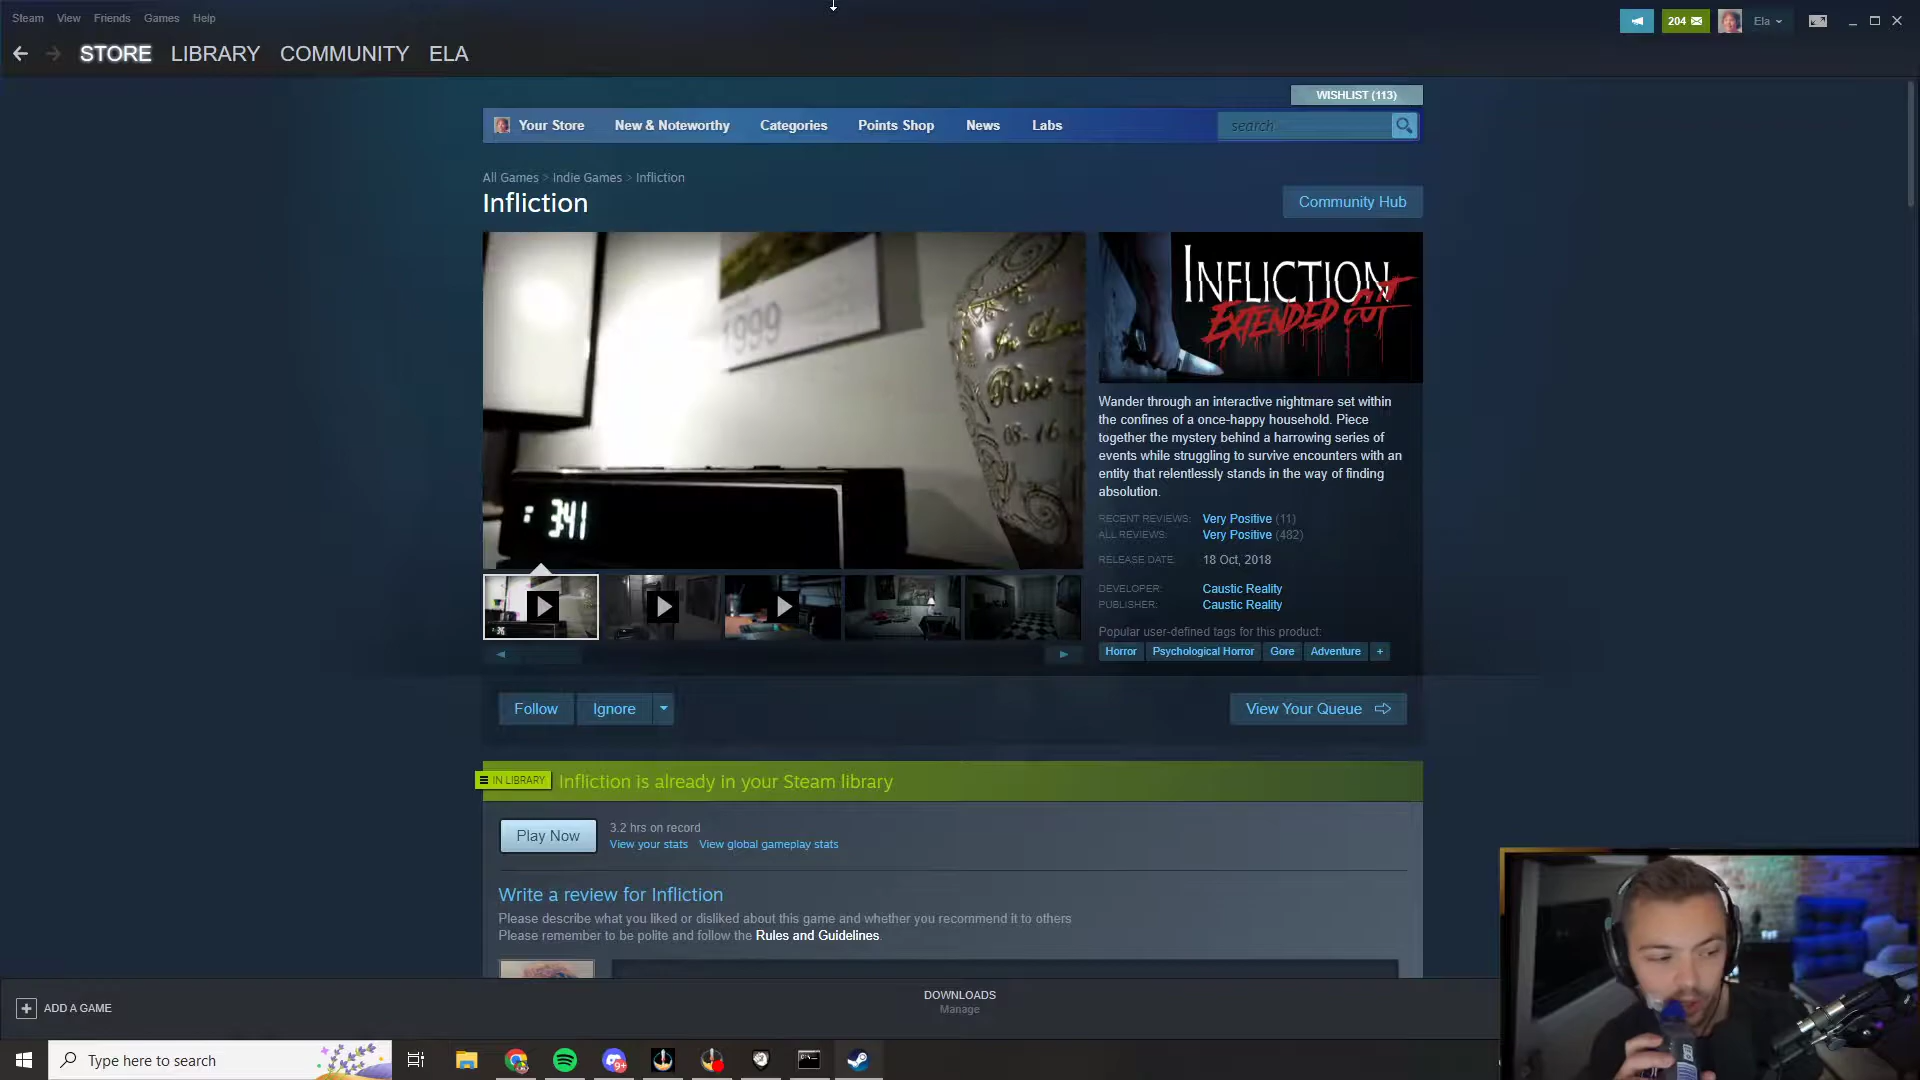 Steam View Friends Games Help
204
Ela
STORE LIBRARY COMMUNITY ELA
WISHLIST (113)
Your Store New & Noteworthy Categories Points Shop News Labs
search
All Games > Indie Games > Infliction
Infliction
Community Hub
1999
Rose
08-16
341
INFLICTION
EXTENDED CUT
Wander through an interactive nightmare set within
the confines of a once-happy household. Piece
together the mystery behind a harrowing series of
events while struggling to survive encounters with an
entity that relentlessly stands in the way of finding
absolution.
RECENT REVIEWS: Very Positive (11)
ALL REVIEWS: Very Positive (482)
RELEASE DATE: 18 Oct, 2018
DEVELOPER: Caustic Reality
PUBLISHER: Caustic Reality
Popular user-defined tags for this product:
Horror Psychological Horror Gore Adventure +
Follow Ignore
View Your Queue
IN LIBRARY Infliction is already in your Steam library
Play Now
3.2 hrs on record
View your stats View global gameplay stats
Write a review for Infliction
Please describe what you liked or disliked about this game and whether you recommend it to others
Please remember to be polite and follow the Rules and Guidelines.
ADD A GAME
DOWNLOADS
Manage
Type here to search
9+